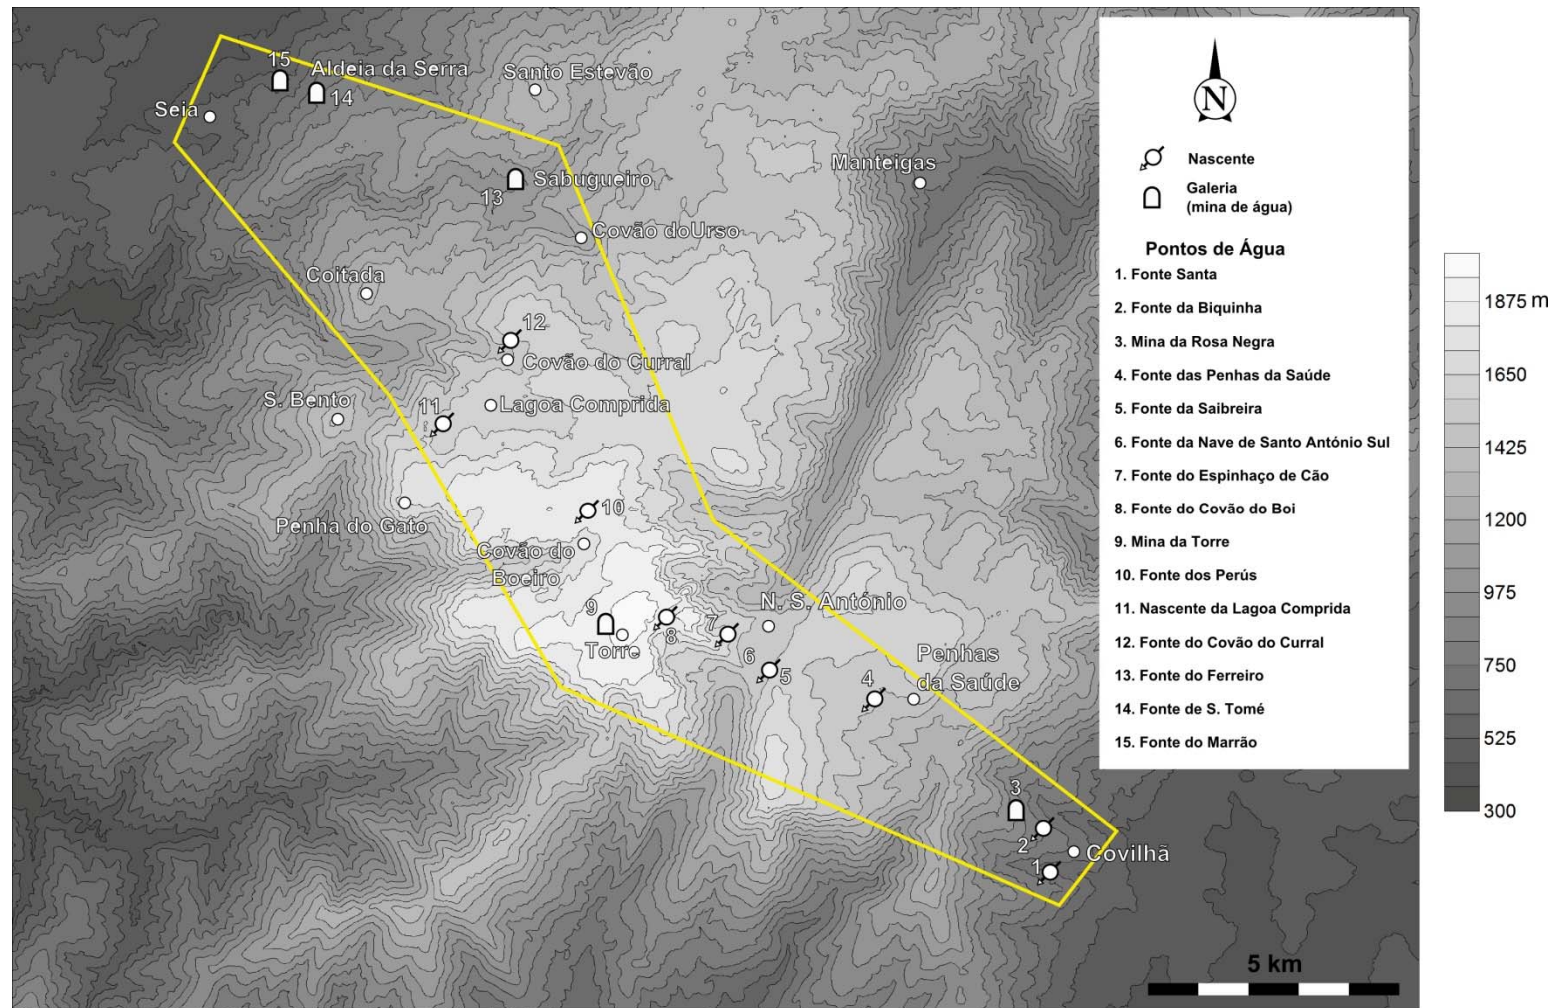 15
Aldeia da Serra
14
Santo Estevão
Seia
Manteigas
13
Sabugueiro
Covão doUrso
Coitada
12
Covão do Curral
S. Bento
11
Lagoa Comprida
Penha do Gato
10
Covão do
Boeiro
9
Torre
8
7
N. S. António
6
5
4
Penhas
da Saúde
3
2
Covilhã
1
N
Nascente
Galeria
(mina de água)
Pontos de Água
1. Fonte Santa
2. Fonte da Biquinha
3. Mina da Rosa Negra
4. Fonte das Penhas da Saúde
5. Fonte da Saibreira
6. Fonte da Nave de Santo António Sul
7. Fonte do Espinhaço de Cão
8. Fonte do Covão do Boi
9. Mina da Torre
10. Fonte dos Perús
11. Nascente da Lagoa Comprida
12. Fonte do Covão do Curral
13. Fonte do Ferreiro
14. Fonte de S. Tomé
15. Fonte do Marrão
1875 m
1650
1425
1200
975
750
525
300
5 km